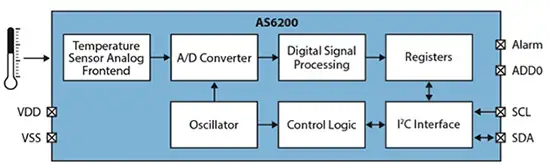 AS6200
Temperature
Sensor Analog
Frontend
A/D Converter
Digital Signal
Processing
Registers
Alarm
ADD0
VDD
VSS
Oscillator
Control Logic
I²C Interface
SCL
SDA